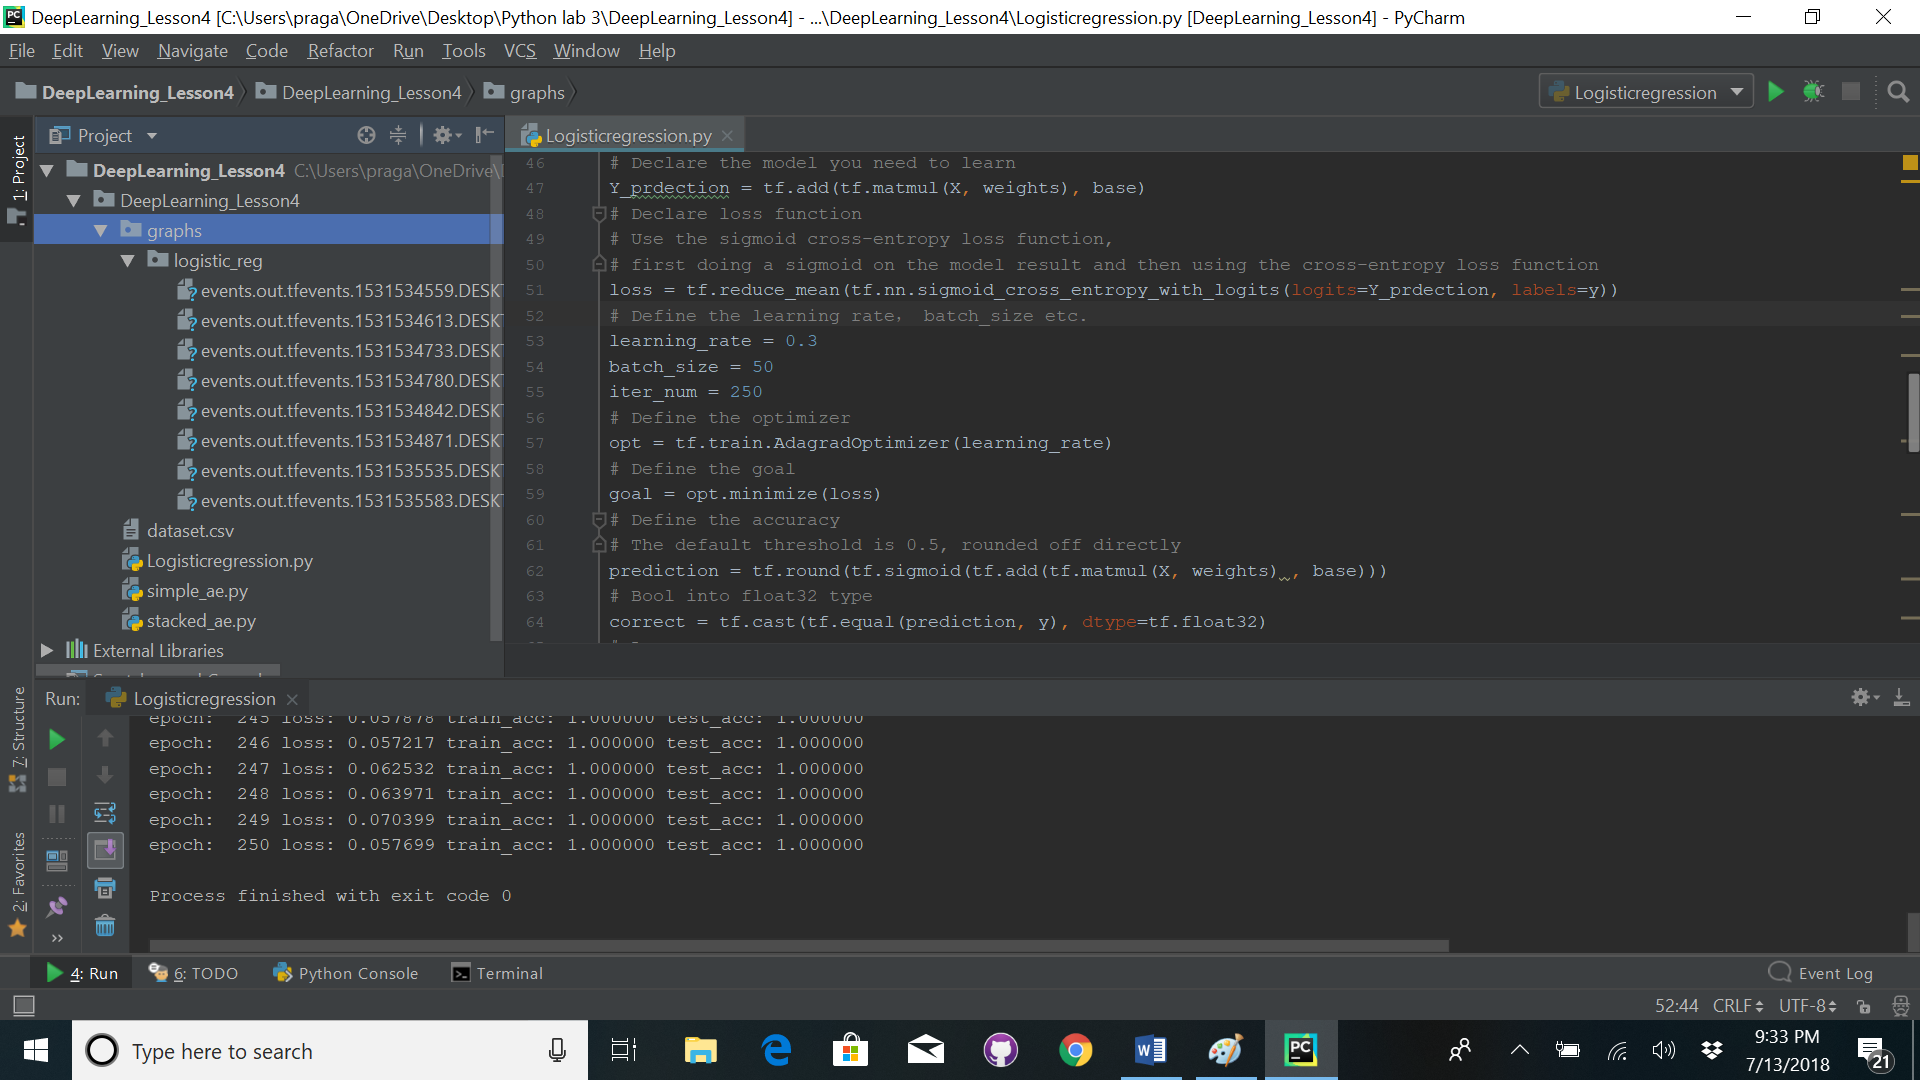 DeepLearning_Lesson4 [C:\Users\praga\OneDrive\Desktop\Python lab 3\DeepLearning_Lesson4] - ...\DeepLearning_Lesson4\Logisticregression.py [DeepLearning_Lesson4] - PyCharm
File Edit View Navigate Code Refactor Run Tools VCS Window Help
DeepLearning_Lesson4 DeepLearning_Lesson4 graphs Logisticregression
1: Project
Project
DeepLearning_Lesson4 C:\Users\praga\OneDrive\
DeepLearning_Lesson4
graphs
logistic_reg
events.out.tfevents.1531534559.DESK
events.out.tfevents.1531534613.DESK
events.out.tfevents.1531534733.DESK
events.out.tfevents.1531534780.DESK
events.out.tfevents.1531534842.DESK
events.out.tfevents.1531534871.DESK
events.out.tfevents.1531535535.DESK
events.out.tfevents.1531535583.DESK
dataset.csv
Logisticregression.py
simple_ae.py
stacked_ae.py
External Libraries
Logisticregression.py
46 # Declare the model you need to learn
47 Y_prdection = tf.add(tf.matmul(X, weights), base)
48 # Declare loss function
49 # Use the sigmoid cross-entropy loss function,
50 # first doing a sigmoid on the model result and then using the cross-entropy loss function
51 loss = tf.reduce_mean(tf.nn.sigmoid_cross_entropy_with_logits(logits=Y_prdection, labels=y))
52 # Define the learning rate， batch_size etc.
53 learning_rate = 0.3
54 batch_size = 50
55 iter_num = 250
56 # Define the optimizer
57 opt = tf.train.AdagradOptimizer(learning_rate)
58 # Define the goal
59 goal = opt.minimize(loss)
60 # Define the accuracy
61 # The default threshold is 0.5, rounded off directly
62 prediction = tf.round(tf.sigmoid(tf.add(tf.matmul(X, weights) , base)))
63 # Bool into float32 type
64 correct = tf.cast(tf.equal(prediction, y), dtype=tf.float32)
7: Structure
2: Favorites
Run: Logisticregression
epoch: 245 loss: 0.057878 train_acc: 1.000000 test_acc: 1.000000
epoch: 246 loss: 0.057217 train_acc: 1.000000 test_acc: 1.000000
epoch: 247 loss: 0.062532 train_acc: 1.000000 test_acc: 1.000000
epoch: 248 loss: 0.063971 train_acc: 1.000000 test_acc: 1.000000
epoch: 249 loss: 0.070399 train_acc: 1.000000 test_acc: 1.000000
epoch: 250 loss: 0.057699 train_acc: 1.000000 test_acc: 1.000000
Process finished with exit code 0
4: Run 6: TODO Python Console Terminal Event Log
52:44 CRLF UTF-8
Type here to search
9:33 PM
7/13/2018
21